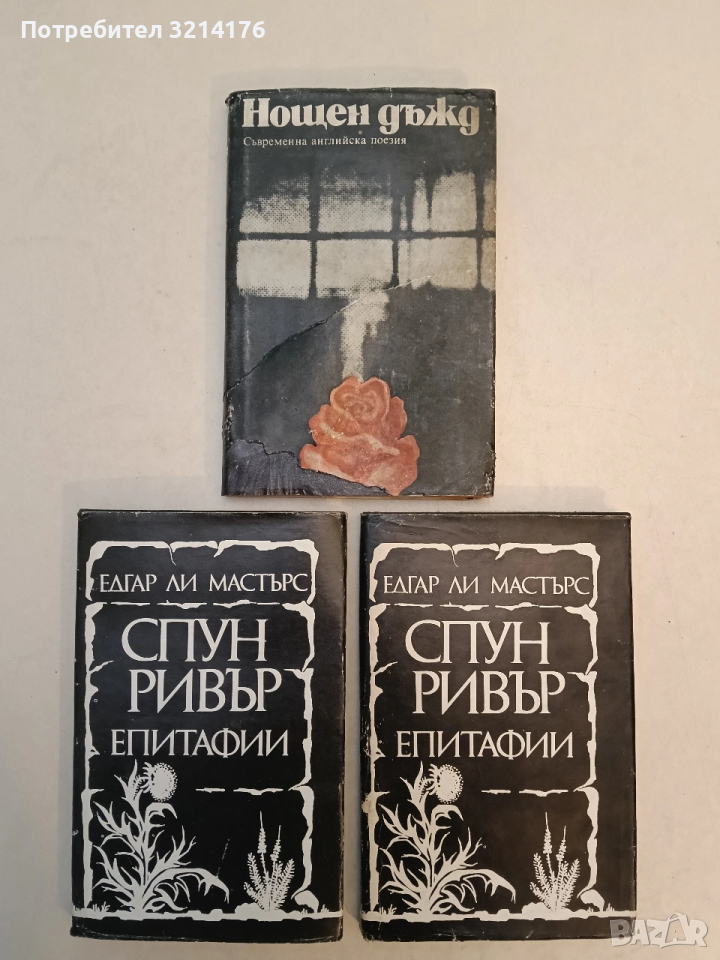 Потребител 3214176
Нощен дъжд
Съвременна английска поезия
ЕДГАР ЛИ МАСТЪРС
СПУН
РИВЪР
ЕПИТАФИИ
ЕДГАР ЛИ МАСТЪРС
СПУН
РИВЪР
ЕПИТАФИИ
BAZAR